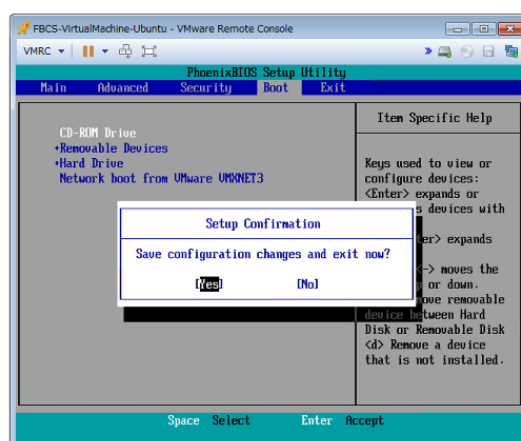 FBCS-VirtualMachine-Ubuntu - VMware Remote Console
VMRC
PhoenixBIOS Setup Utility
Main Advanced Security Boot Exit
CD-ROM Drive
+Removable Devices
+Hard Drive
Network boot from VMware VMXNET3
Item Specific Help
Keys used to view or
configure devices:
<Enter> expands or
s devices with
er> expands
<-> moves the
or down.
ove removable
device between Hard
Disk or Removable Disk
<d> Remove a device
that is not installed.
Setup Confirmation
Save configuration changes and exit now?
[Yes] [No]
Space Select Enter Accept